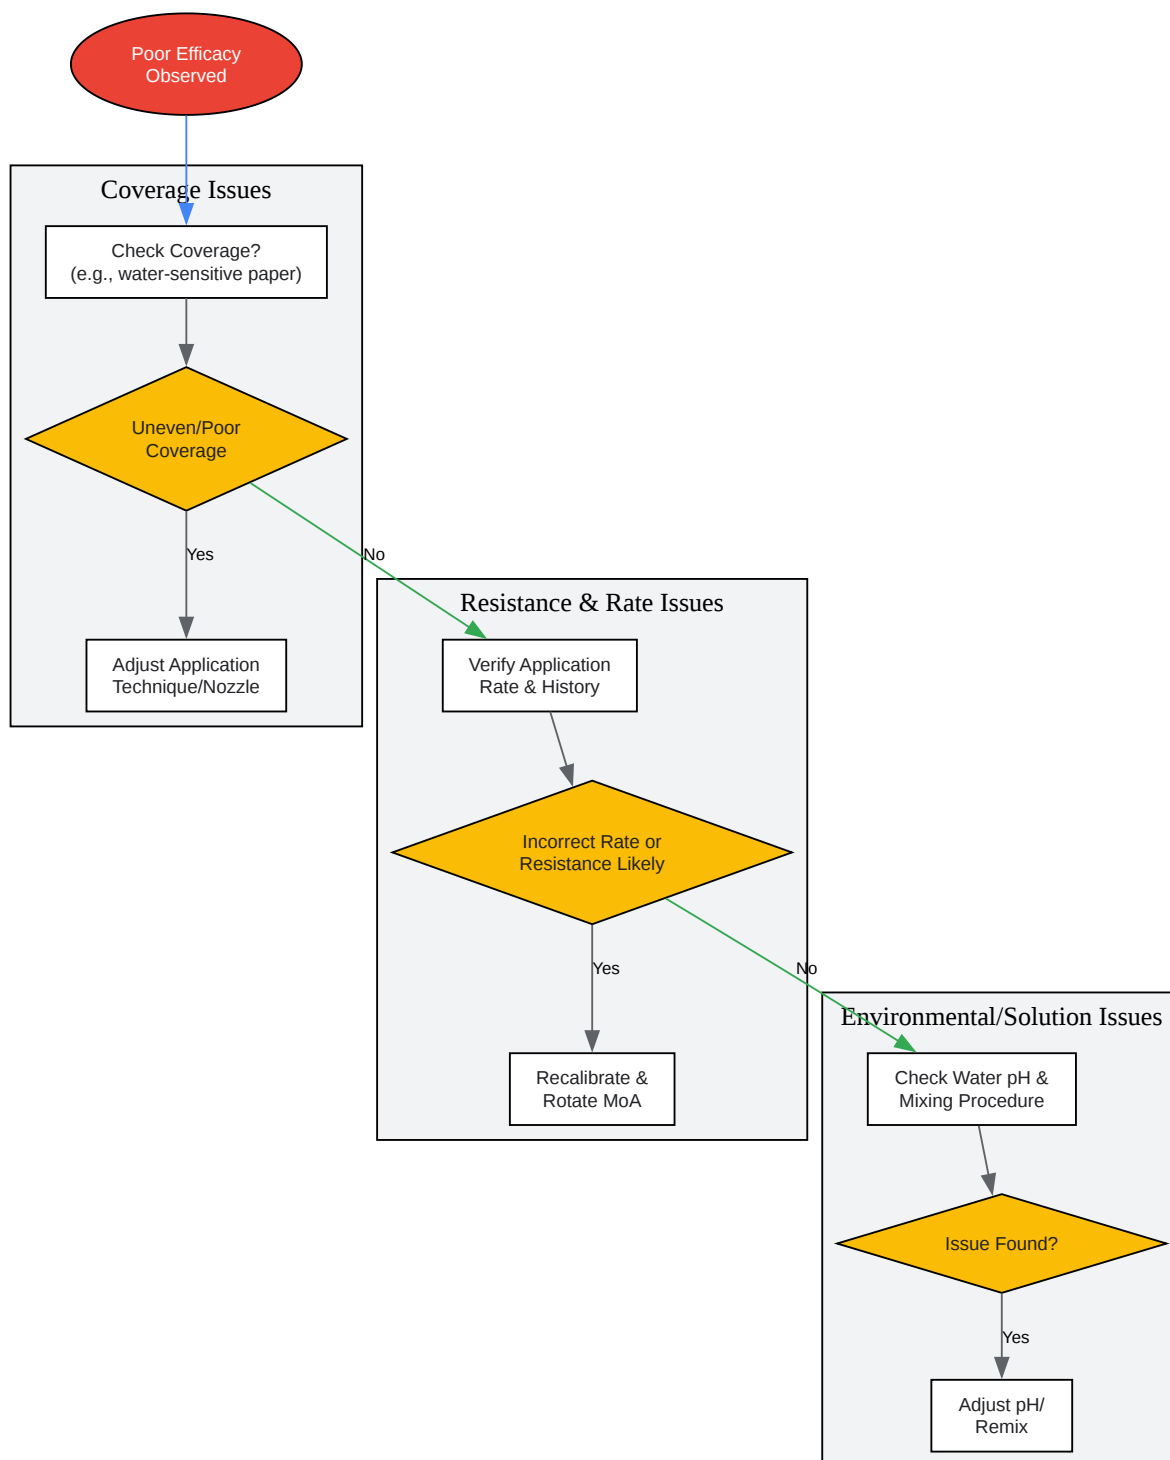 Poor Efficacy
Observed
Coverage Issues
Check Coverage?
(e.g., water-sensitive paper)
Uneven/Poor
Coverage
Yes
No
Adjust Application
Technique/Nozzle
Resistance & Rate Issues
Verify Application
Rate & History
Incorrect Rate or
Resistance Likely
Yes
No
Recalibrate &
Rotate MoA
Environmental/Solution Issues
Check Water pH &
Mixing Procedure
Issue Found?
Yes
Adjust pH/
Remix